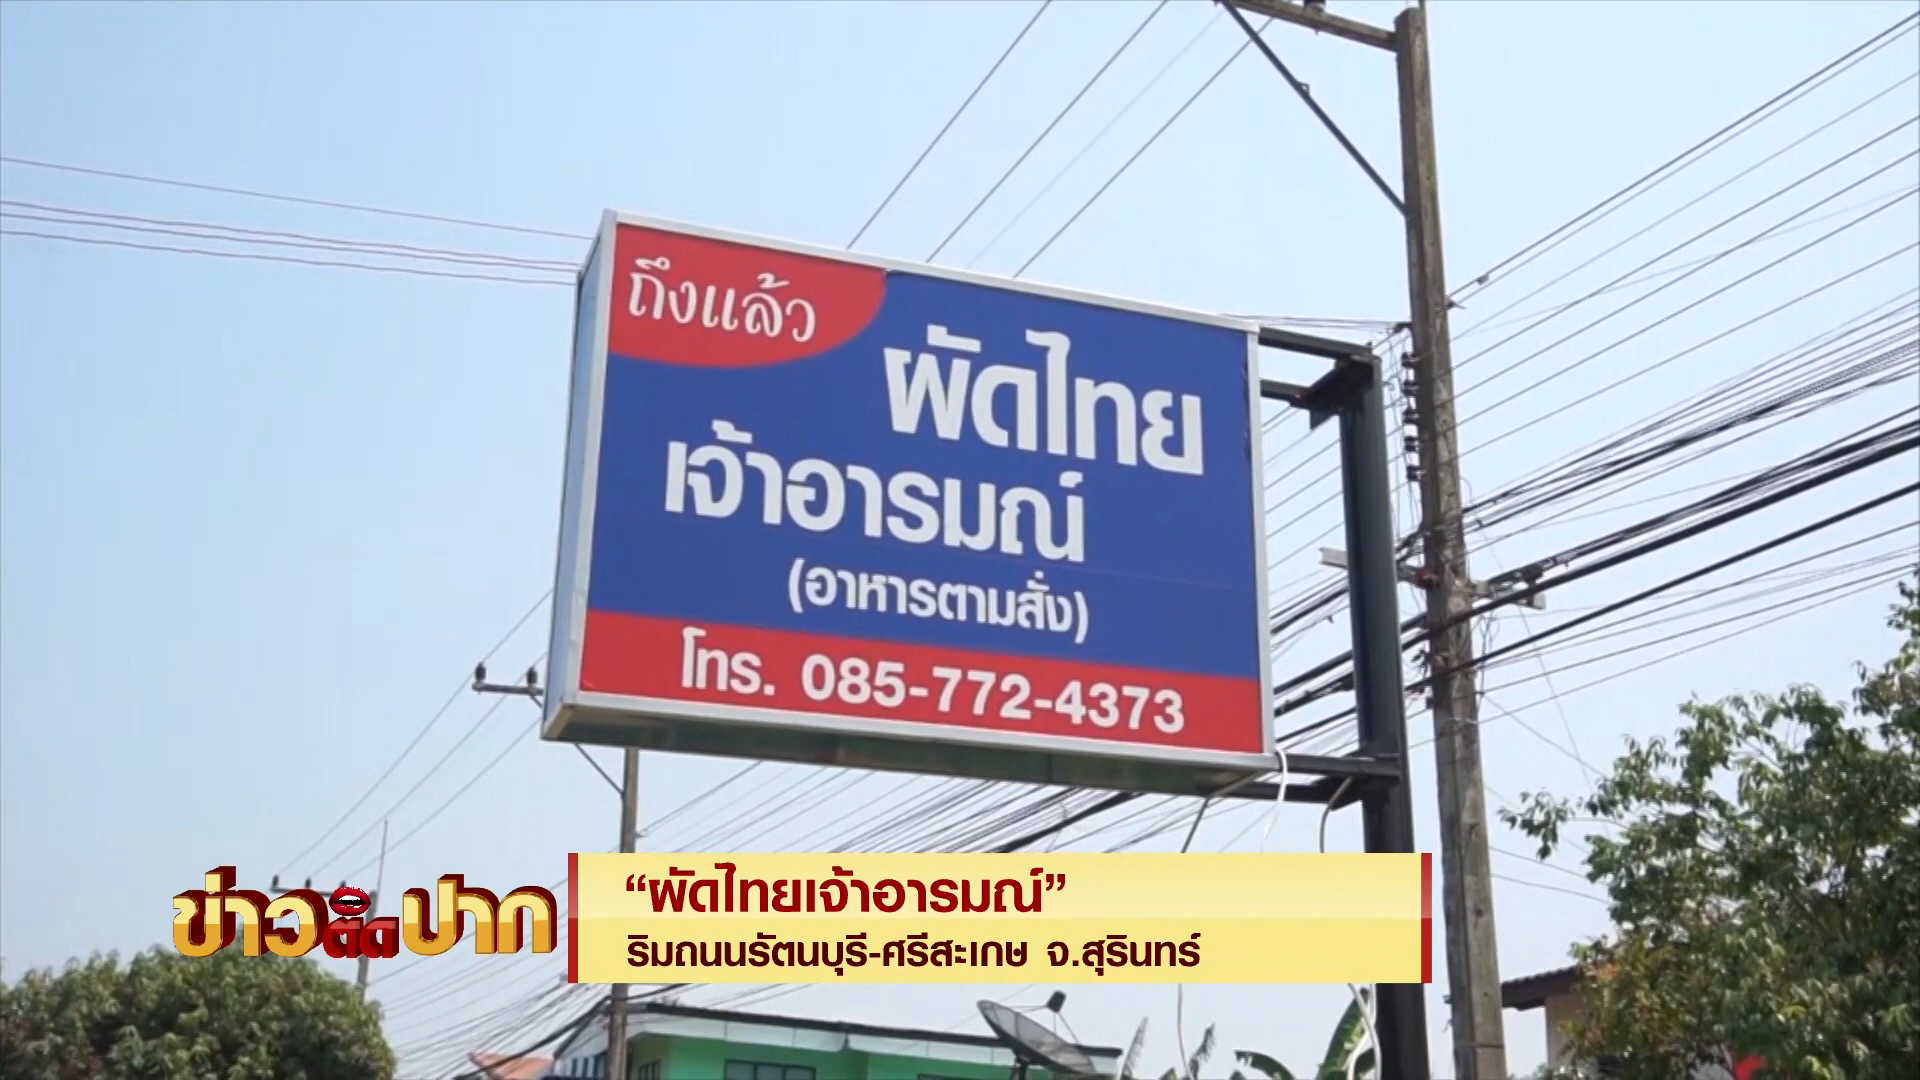 ถึงแล้ว
ผัดไทย
เจ้าอารมณ์
(อาหารตามสั่ง)
โทร. 085-772-4373
ข่าวติดปาก
“ผัดไทยเจ้าอารมณ์”
ริมถนนรัตนบุรี-ศรีสะเกษ จ.สุรินทร์